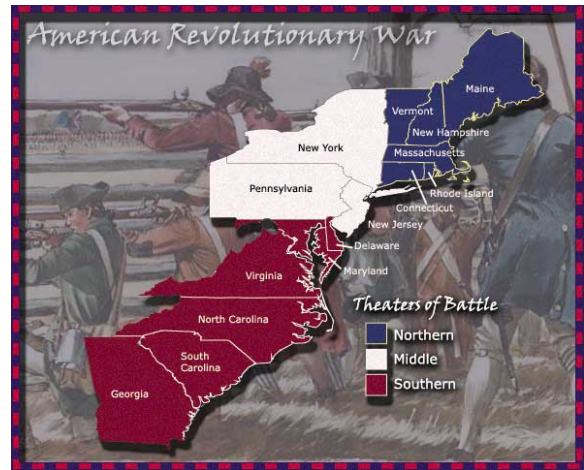 American Revolutionary War
Maine
Vermont
New Hampshire
New York
Massachusetts
Rhode Island
Connecticut
Pennsylvania
New Jersey
Delaware
Maryland
Virginia
North Carolina
South
Carolina
Georgia
Theaters of Battle
Northern
Middle
Southern